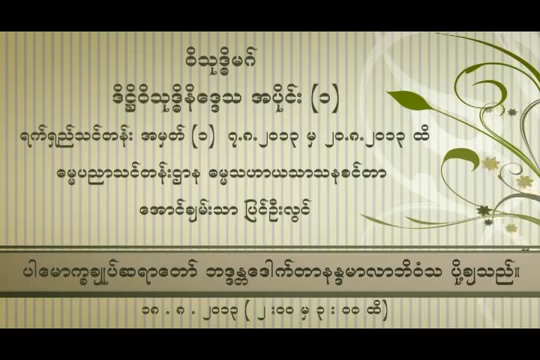 ဝိသုဒ္ဓိမဂ်
ဒိဋ္ဌိဝိသုဒ္ဓိနိဒ္ဒေသ အပိုင်း (၁)
ရက်ရှည်သင်တန်း အမှတ် (၁) ၇.၈.၂၀၁၃ မှ ၂၀.၈.၂၀၁၃ ထိ
ဓမ္မပညာသင်တန်းဌာန ဓမ္မသဟာယသာသနစင်တာ
အောင်ချမ်းသာ ပြင်ဦးလွင်
ပါမောက္ခချုပ်ဆရာတော် ဘဒ္ဒန္တဒေါက်တာနန္ဒမာလာဘိဝံသ ပို့ချသည်။
၁၈ . ၈ . ၂၀၁၃ ( ၂ း၀၀ မှ ၃ း ၀၀ ထိ)